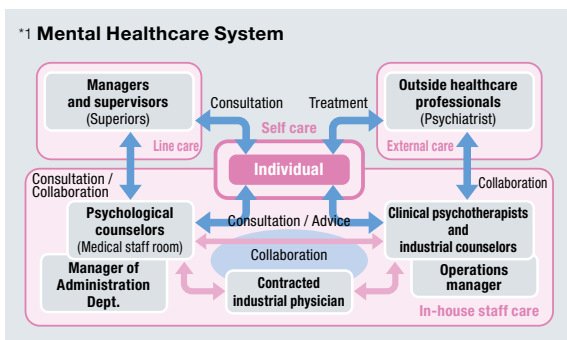 *1 Mental Healthcare System
Managers
and supervisors
(Superiors)
Consultation
Treatment
Outside healthcare
professionals
(Psychiatrist)
Line care
Self care
External care
Individual
Consultation /
Collaboration
Collaboration
Psychological
counselors
(Medical staff room)
Consultation / Advice
Clinical psychotherapists
and
industrial counselors
Collaboration
Manager of
Administration
Dept.
Contracted
industrial physician
Operations
manager
In-house staff care